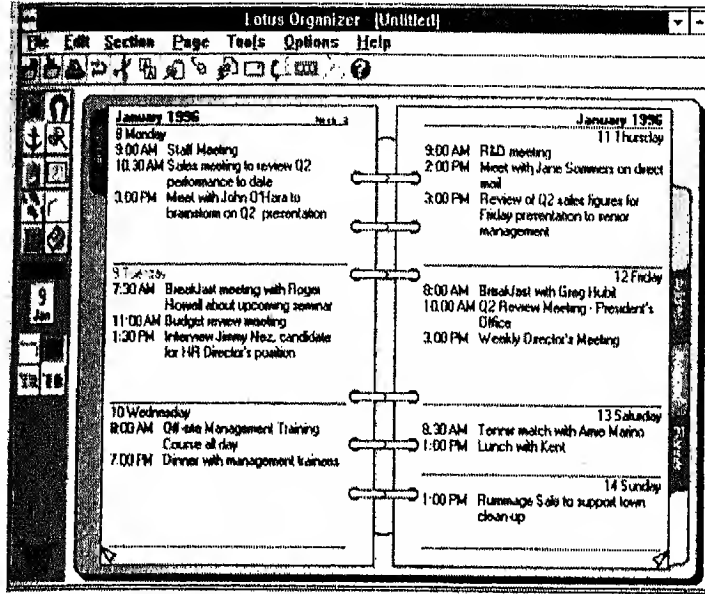 Lotus Organizer - [Untitled]
File Edit Section Page Tools Options Help
January 1996
8 Monday
9:00 AM Staff Meeting
10:30 AM Sales meeting to review Q2
performance to date
3:00 PM Meet with John O'Hara to
brainstorm on Q2 presentation
9 Tuesday
7:30 AM Breakfast meeting with Roger
Howell about upcoming seminar
11:00 AM Budget review meeting
1:30 PM Interview Jimmy Nez, candidate
for HR Director's position
10 Wednesday
8:00 AM Off-site Management Training
Course all day
7:00 PM Dinner with management trainees
January 1996
11 Thursday
9:00 AM R&D meeting
2:00 PM Meet with Jane Sommers on direct
mail
3:00 PM Review of Q2 sales figures for
Friday presentation to senior
management
12 Friday
8:00 AM Breakfast with Greg Hubit
10:00 AM Q2 Review Meeting - President's
Office
3:00 PM Weekly Director's Meeting
13 Saturday
8:30 AM Tennis match with Arno Marino
1:00 PM Lunch with Kent
14 Sunday
1:00 PM Rummage Sale to support town
clean-up
9
Jan